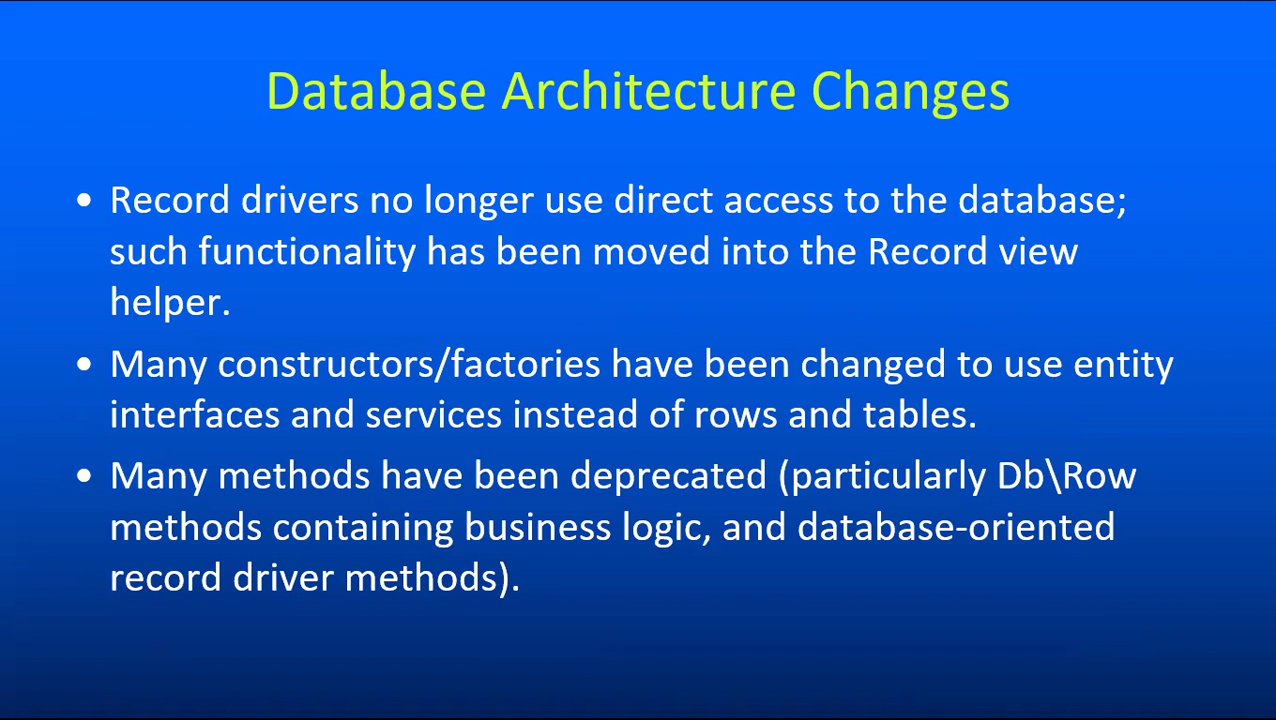 Database Architecture Changes
• Record drivers no longer use direct access to the database;
such functionality has been moved into the Record view
helper.
• Many constructors/factories have been changed to use entity
interfaces and services instead of rows and tables.
• Many methods have been deprecated (particularly Db\Row
methods containing business logic, and database-oriented
record driver methods).